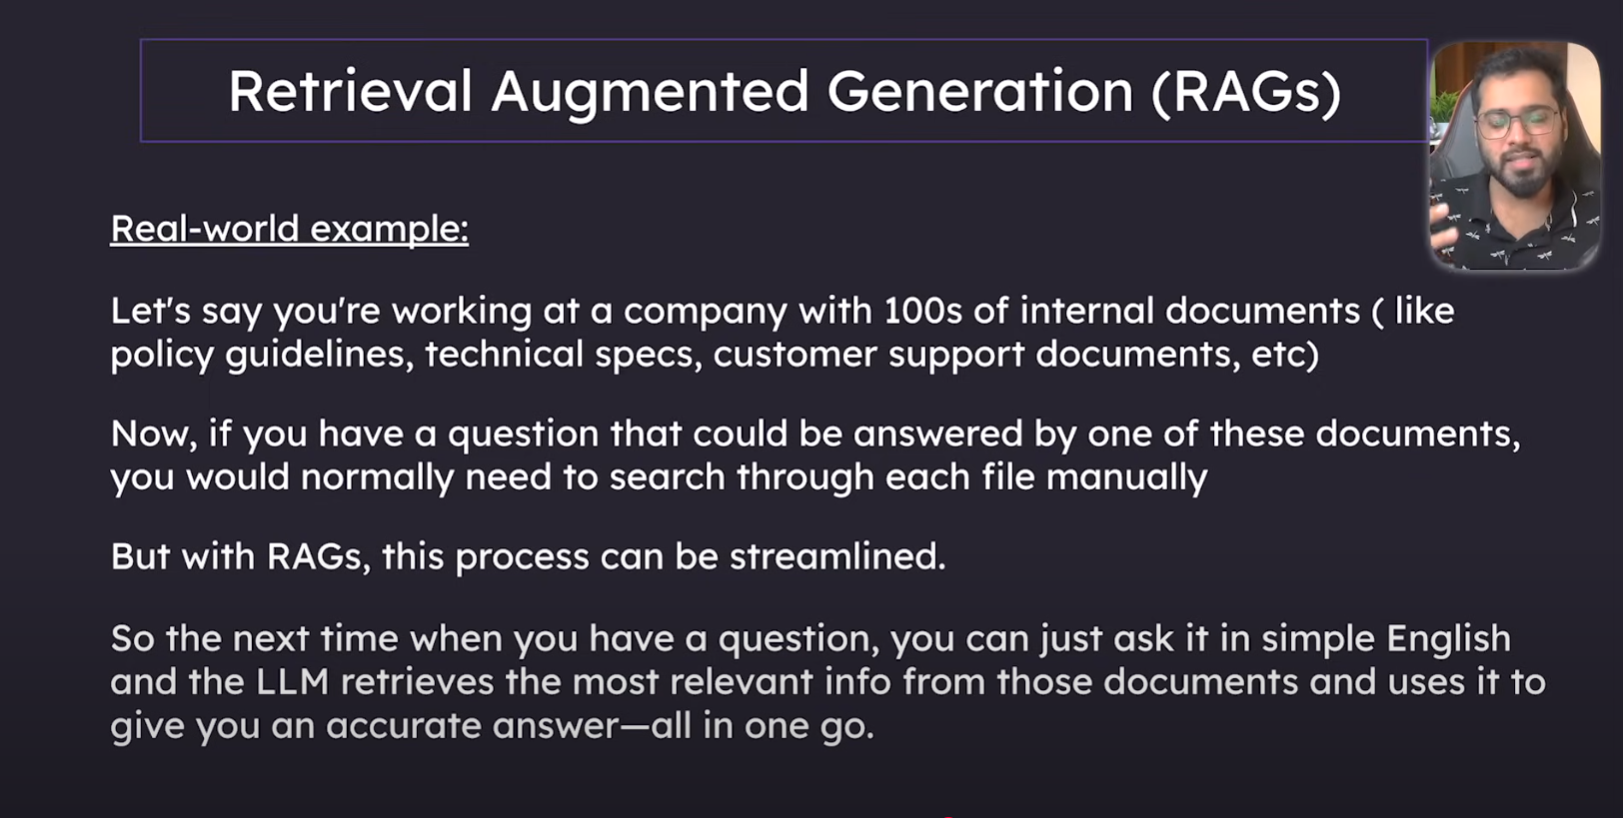 Retrieval Augmented Generation (RAGs)
Real-world example:
Let's say you're working at a company with 100s of internal documents ( like
policy guidelines, technical specs, customer support documents, etc)
Now, if you have a question that could be answered by one of these documents,
you would normally need to search through each file manually
But with RAGs, this process can be streamlined.
So the next time when you have a question, you can just ask it in simple English
and the LLM retrieves the most relevant info from those documents and uses it to
give you an accurate answer—all in one go.